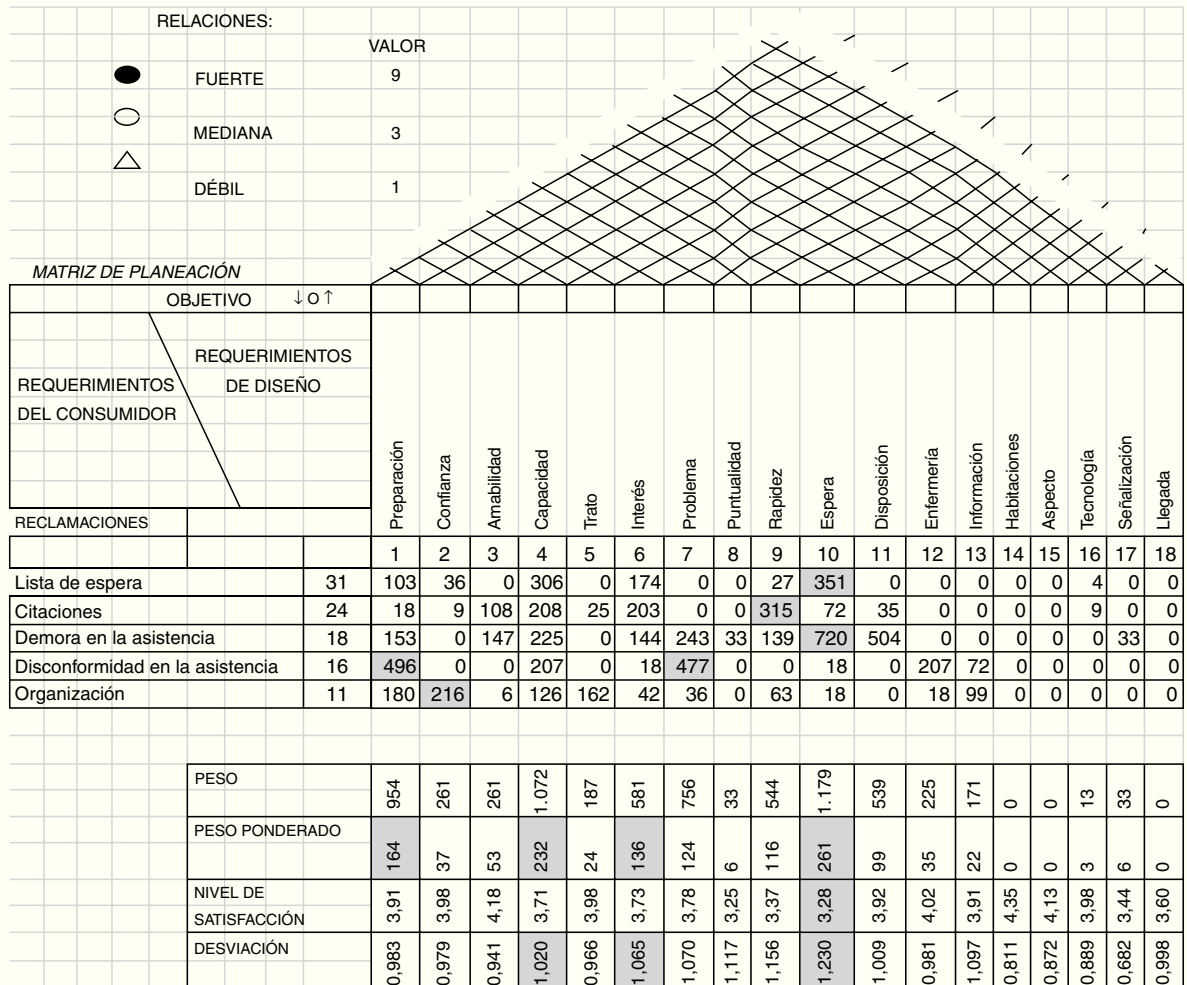 RELACIONES:
VALOR
FUERTE 9
MEDIANA 3
DÉBIL 1
MATRIZ DE PLANEACIÓN
OBJETIVO ↓ O ↑
REQUERIMIENTOS
DE DISEÑO
REQUERIMIENTOS
DEL CONSUMIDOR
Preparación
Confianza
Amabilidad
Capacidad
Trato
Interés
Problema
Puntualidad
Rapidez
Espera
Disposición
Enfermería
Información
Habitaciones
Aspecto
Tecnología
Señalización
Llegada
RECLAMACIONES
1 2 3 4 5 6 7 8 9 10 11 12 13 14 15 16 17 18
Lista de espera 31 103 36 0 306 0 174 0 0 27 351 0 0 0 0 0 4 0 0
Citaciones 24 18 9 108 208 25 203 0 0 315 72 35 0 0 0 0 9 0 0
Demora en la asistencia 18 153 0 147 225 0 144 243 33 139 720 504 0 0 0 0 0 33 0
Disconformidad en la asistencia 16 496 0 0 207 0 18 477 0 0 18 0 207 72 0 0 0 0 0
Organización 11 180 216 6 126 162 42 36 0 63 18 0 18 99 0 0 0 0 0
PESO 954 261 261 1.072 187 581 756 33 544 1.179 539 225 171 0 0 13 33 0
PESO PONDERADO 164 37 53 232 24 136 124 6 116 261 99 35 22 0 0 3 6 0
NIVEL DE
SATISFACCIÓN 3,91 3,98 4,18 3,71 3,98 3,73 3,78 3,25 3,37 3,28 3,92 4,02 3,91 4,35 4,13 3,98 3,44 3,60
DESVIACIÓN 0,983 0,979 0,941 1,020 0,966 1,065 1,070 1,117 1,156 1,230 1,009 0,981 1,097 0,811 0,872 0,889 0,682 0,998